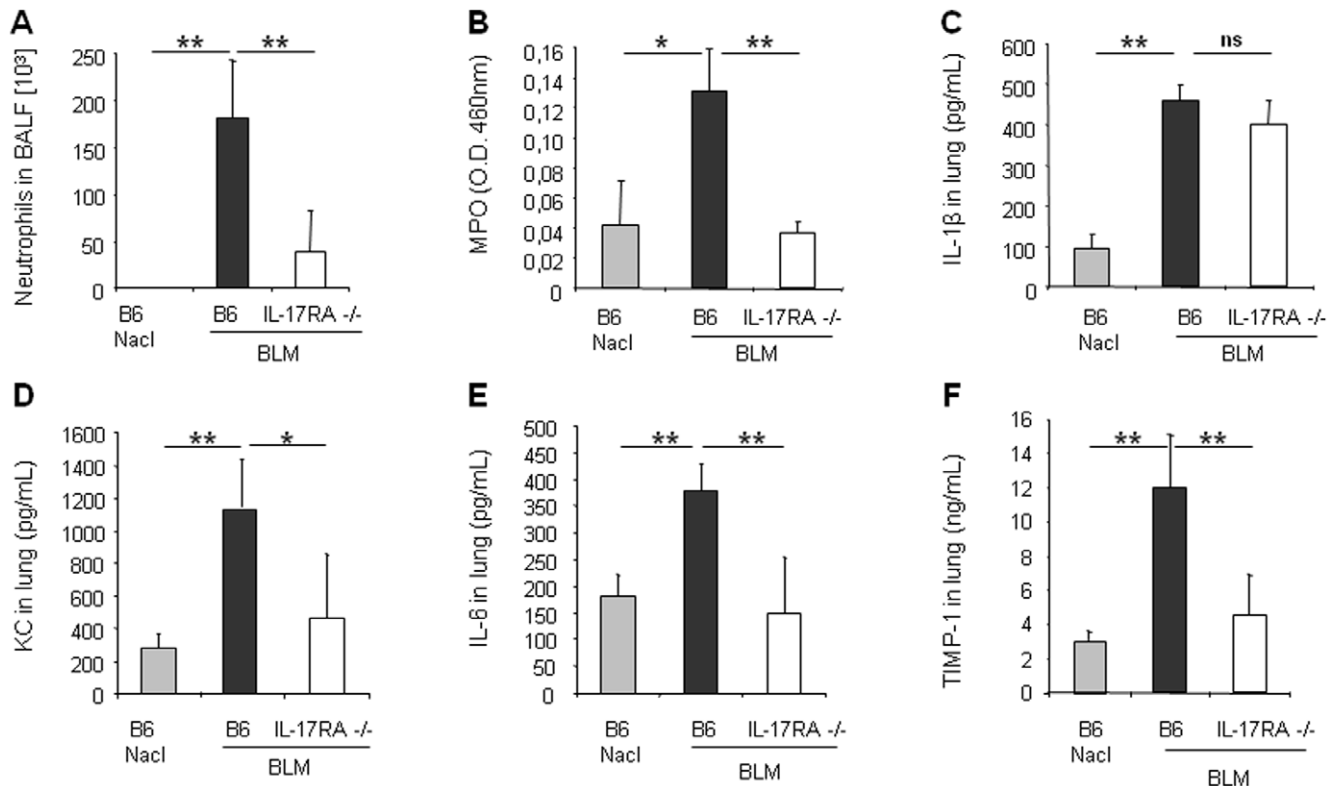 A
Neutrophils in BALF [10³]
250
200
150
100
50
0
** **
B6
Nacl
B6 IL-17RA -/-
BLM
B
MPO (O.D. 460nm)
0,16
0,14
0,12
0,10
0,08
0,06
0,04
0,02
0
* **
B6
Nacl
B6 IL-17RA -/-
BLM
C
IL-1β in lung (pg/mL)
600
500
400
300
200
100
0
** ns
B6
Nacl
B6 IL-17RA -/-
BLM
D
KC in lung (pg/mL)
1600
1400
1200
1000
800
600
400
200
0
** *
B6
Nacl
B6 IL-17RA -/-
BLM
E
IL-6 in lung (pg/mL)
500
450
400
350
300
250
200
150
100
50
0
** **
B6
Nacl
B6 IL-17RA -/-
BLM
F
TIMP-1 in lung (ng/mL)
16
14
12
10
8
6
4
2
0
** **
B6
Nacl
B6 IL-17RA -/-
BLM